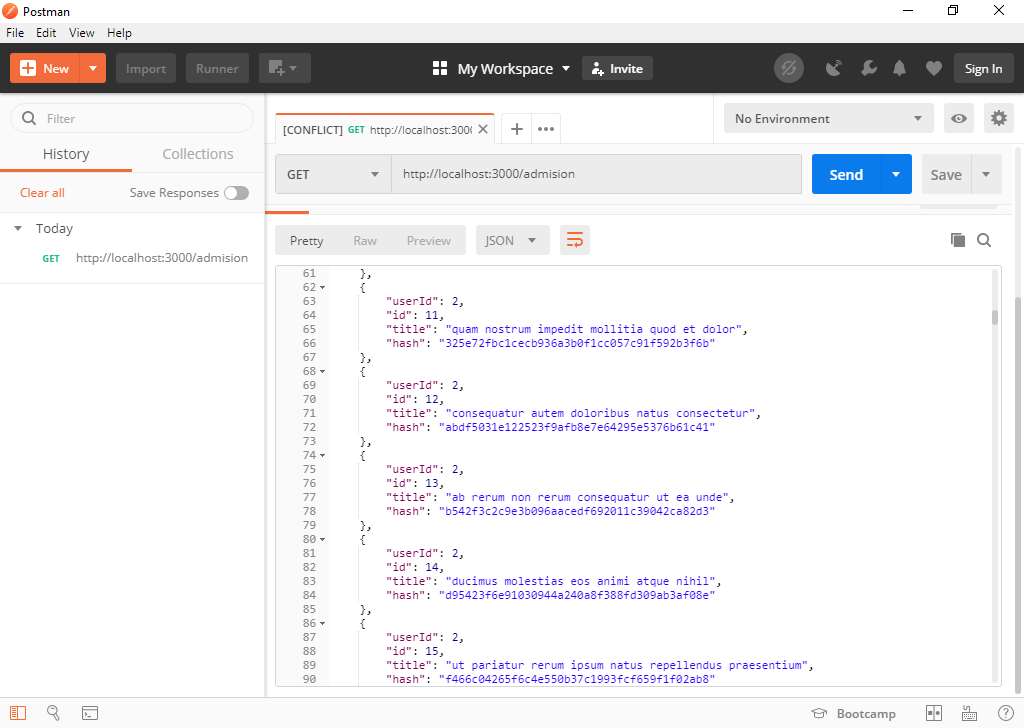 Postman
File Edit View Help
New Import Runner My Workspace Invite Sign In
Filter
History Collections
Clear all Save Responses
Today
GET http://localhost:3000/admision
[CONFLICT] GET http://localhost:3000 No Environment
GET http://localhost:3000/admision Send Save
Pretty Raw Preview JSON
61 },
62 {
63 "userId": 2,
64 "id": 11,
65 "title": "quam nostrum impedit mollitia quod et dolor",
66 "hash": "325e72fbc1cecb936a3b0f1cc057c91f592b3f6b"
67 },
68 {
69 "userId": 2,
70 "id": 12,
71 "title": "consequatur autem doloribus natus consectetur",
72 "hash": "abdf5031e122523f9afb8e7e64295e5376b61c41"
73 },
74 {
75 "userId": 2,
76 "id": 13,
77 "title": "ab rerum non rerum consequatur ut ea unde",
78 "hash": "b542f3c2c9e3b096aacedf692011c39042ca82d3"
79 },
80 {
81 "userId": 2,
82 "id": 14,
83 "title": "ducimus molestias eos animi atque nihil",
84 "hash": "d95423f6e91030944a240a8f388fd309ab3af08e"
85 },
86 {
87 "userId": 2,
88 "id": 15,
89 "title": "ut pariatur rerum ipsum natus repellendus praesentium",
90 "hash": "f466c04265f6c4e550b37c1993fcf659f1f02ab8"
Bootcamp